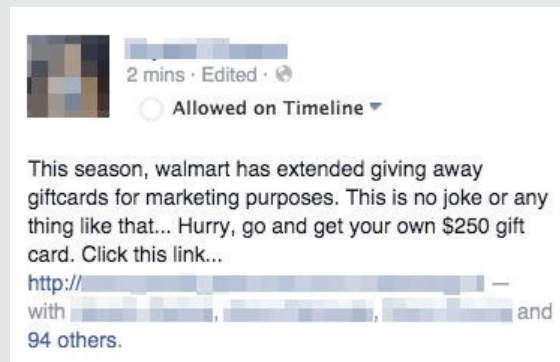 2 mins · Edited ·
Allowed on Timeline
This season, walmart has extended giving away
giftcards for marketing purposes. This is no joke or any
thing like that... Hurry, go and get your own $250 gift
card. Click this link...
http:// —
with , , and
94 others.